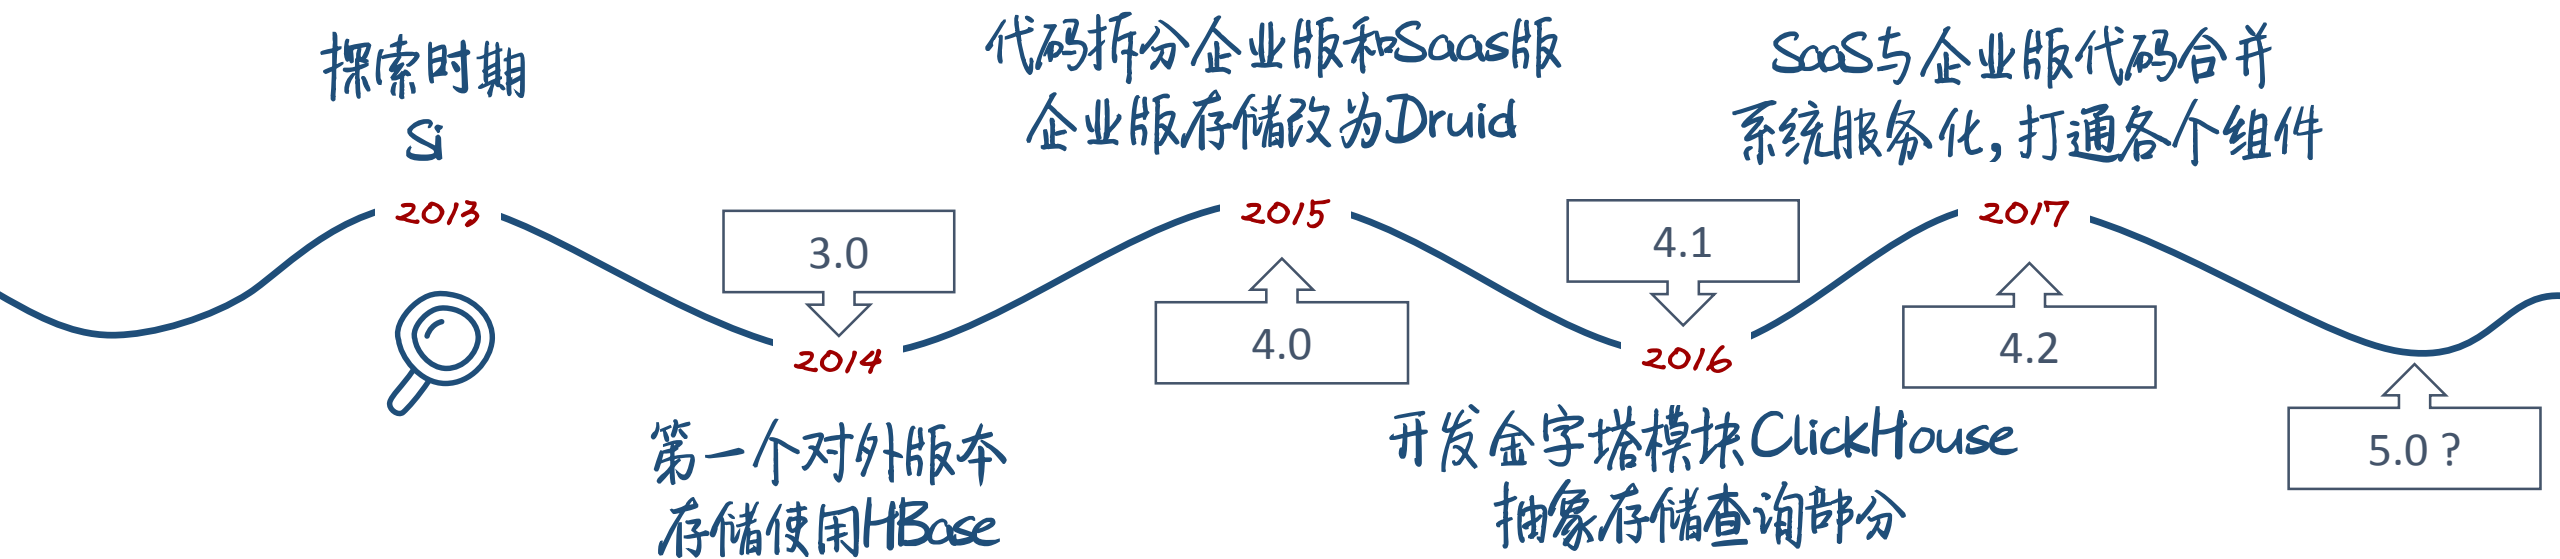 探索时期
Si
2013
3.0
2014
第一个对外版本
存储使用HBase
代码拆分企业版和Saas版
企业版存储改为Druid
2015
4.0
4.1
2016
开发金字塔模块ClickHouse
抽象存储查询部分
SaaS与企业版代码合并
系统服务化，打通各个组件
2017
4.2
5.0？